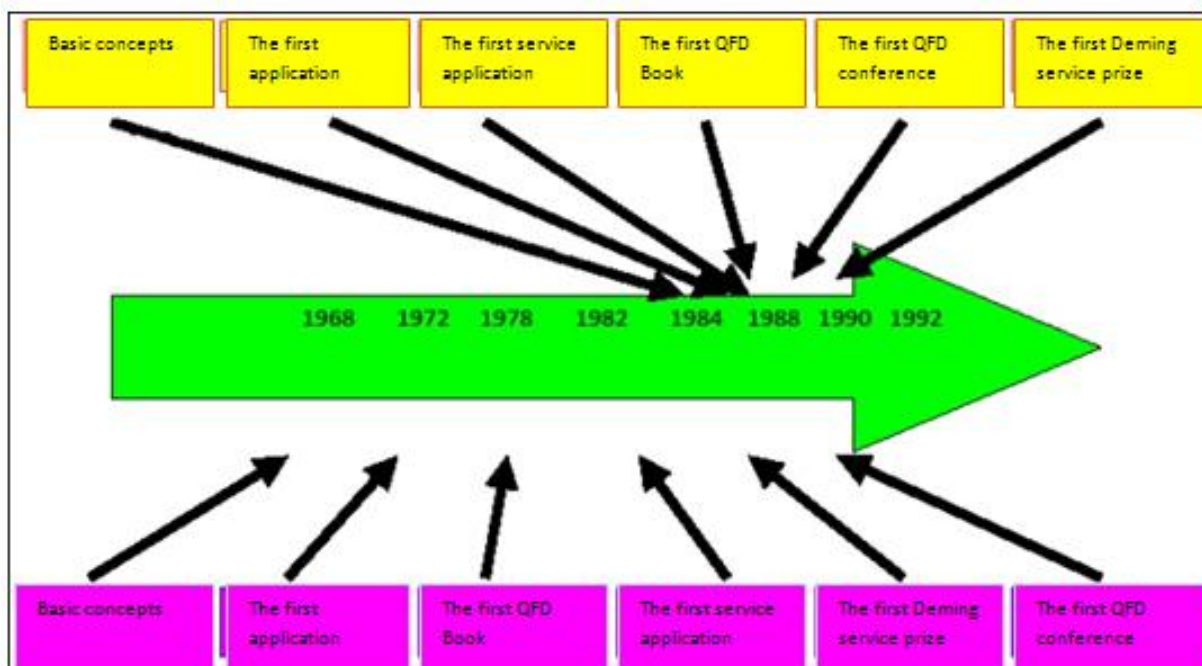 Basic concepts
The first
application
The first service
application
The first QFD
Book
The first QFD
conference
The first Deming
service prize
1968 1972 1978 1982 1984 1988 1990 1992
Basic concepts
The first
application
The first QFD
Book
The first service
application
The first Deming
service prize
The first QFD
conference